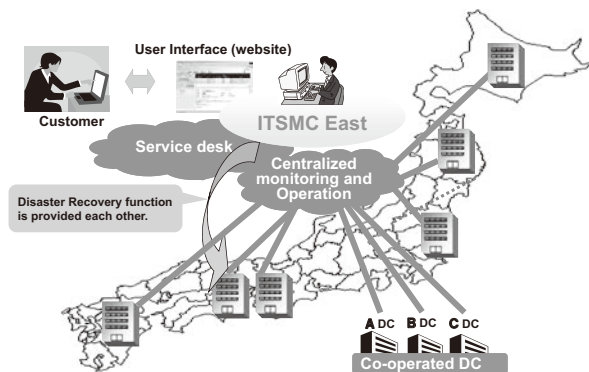 User Interface (website)
Customer
ITSMC East
Service desk
Centralized
monitoring and
Operation
Disaster Recovery function
is provided each other.
A DC
B DC
C DC
Co-operated DC